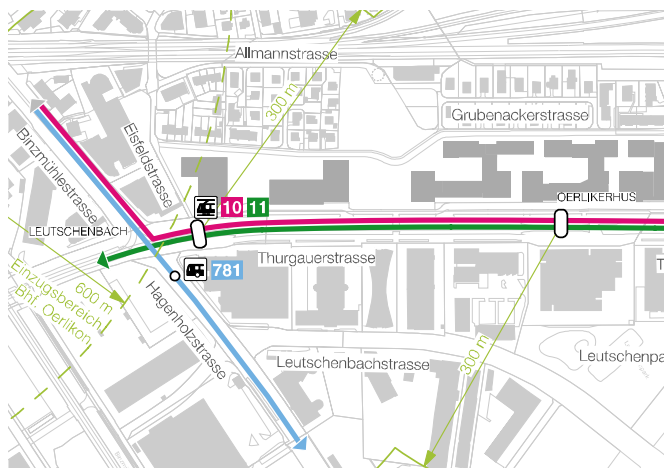 Allmannstrasse
300 m
Grubenackerstrasse
Binzmühlestrasse
Eisfeldstrasse
OERLIKERHUS
10 11
LEUTSCHENBACH
Thurgauerstrasse
T
781
600 m
Einzugsbereich
Bhf. Oerlikon
Hagenholzstrasse
300 m
Leutschenbachstrasse
Leutschenpa